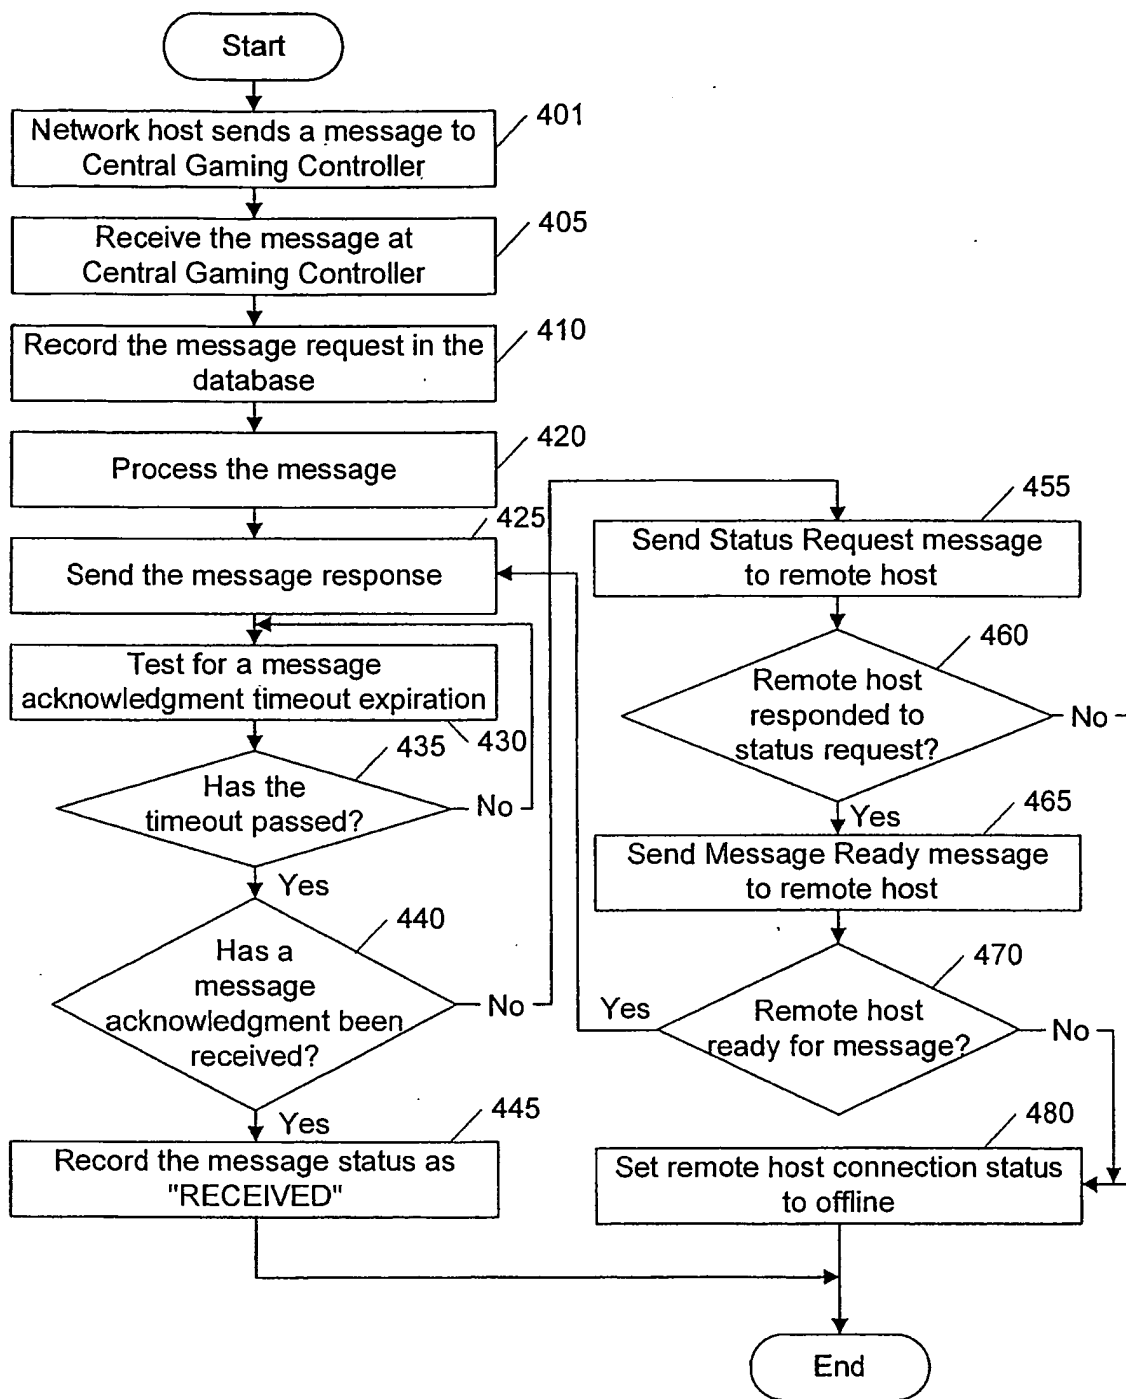 Start
Network host sends a message to
Central Gaming Controller
401
Receive the message at
Central Gaming Controller
405
Record the message request in the
database
410
Process the message
420
Send the message response
425
Test for a message
acknowledgment timeout expiration
430
Has the
timeout passed?
435
No
Yes
Has a
message
acknowledgment been
received?
440
No
Yes
Record the message status as
"RECEIVED"
445
Send Status Request message
to remote host
455
Remote host
responded to
status request?
460
No
Yes
Send Message Ready message
to remote host
465
Remote host
ready for message?
470
Yes
No
Set remote host connection status
to offline
480
End